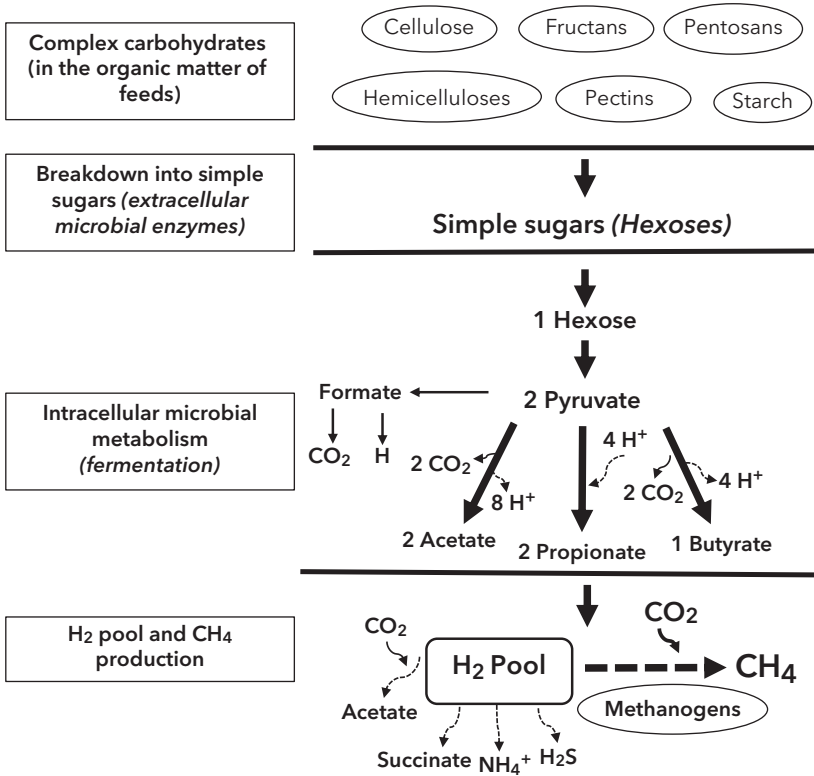 Complex carbohydrates
(in the organic matter of
feeds)
Cellulose
Fructans
Pentosans
Hemicelluloses
Pectins
Starch
Breakdown into simple
sugars (extracellular
microbial enzymes)
Simple sugars (Hexoses)
1 Hexose
Intracellular microbial
metabolism
(fermentation)
Formate
2 Pyruvate
CO₂
H
2 CO₂
8 H⁺
4 H⁺
2 CO₂
4 H⁺
2 Acetate
2 Propionate
1 Butyrate
H₂ pool and CH₄
production
CO₂
H₂ Pool
CO₂
CH₄
Methanogens
Acetate
Succinate
NH₄⁺
H₂S